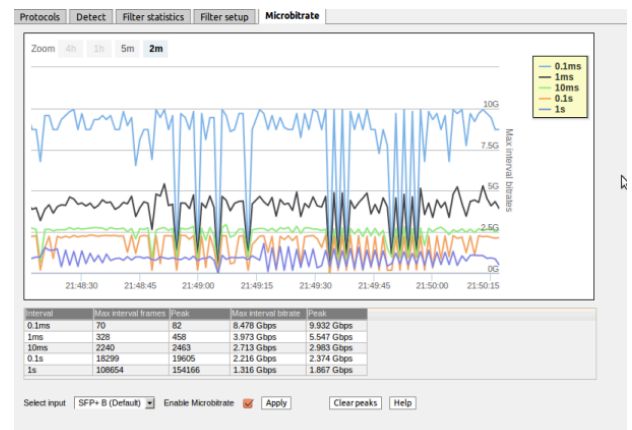 Protocols Detect Filter statistics Filter setup Microbitrate
Zoom 4h 1h 5m 2m
0.1ms
1ms
10ms
0.1s
1s
10G
7.5G
5G
2.5G
0G
Max interval bitrates
21:48:30 21:48:45 21:49:00 21:49:15 21:49:30 21:49:45 21:50:00 21:50:15
Interval Max interval frames Peak Max interval bitrate Peak
0.1ms 70 82 8.478 Gbps 9.932 Gbps
1ms 328 458 3.973 Gbps 5.547 Gbps
10ms 2240 2463 2.713 Gbps 2.983 Gbps
0.1s 18299 19605 2.216 Gbps 2.374 Gbps
1s 108654 154166 1.316 Gbps 1.867 Gbps
Select input SFP+ B (Default) Enable Microbitrate Apply Clear peaks Help